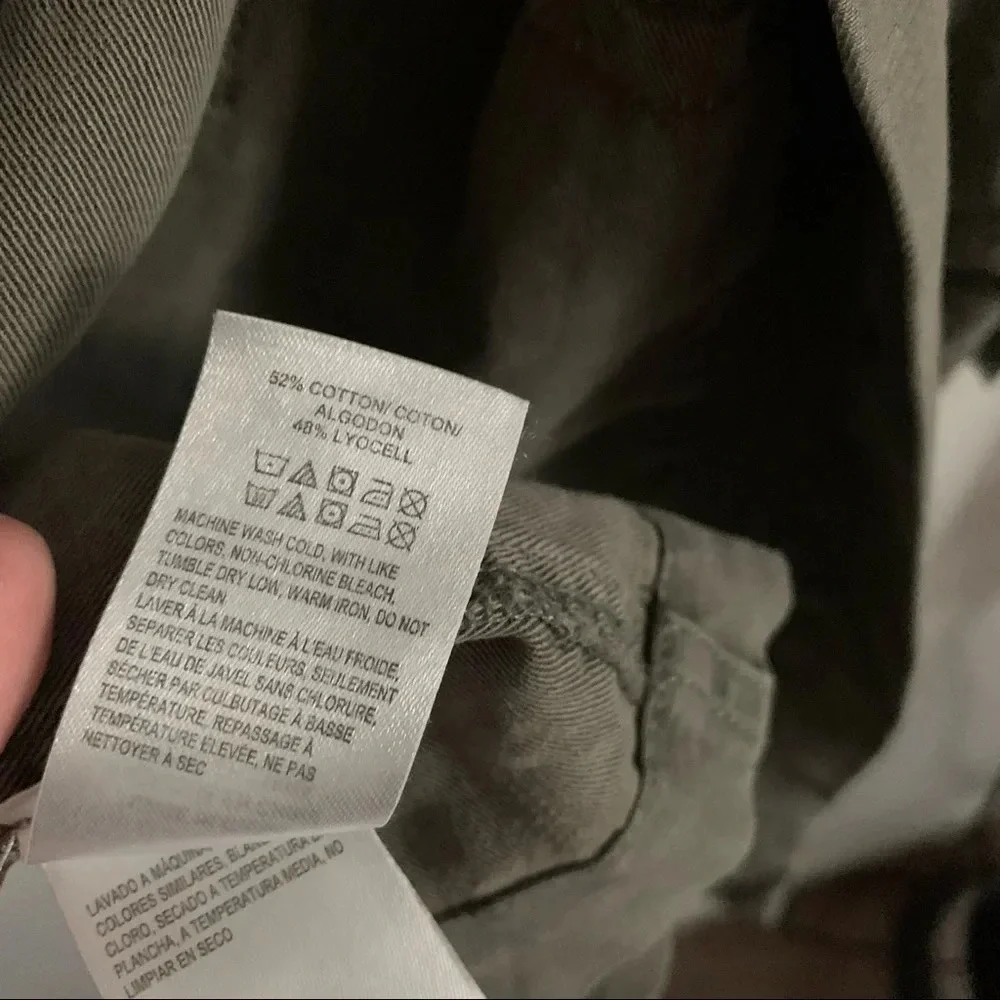 52% COTTON/ COTON/
ALGODON
48% LYOCELL
MACHINE WASH COLD, WITH LIKE
COLORS, NON-CHLORINE BLEACH,
TUMBLE DRY LOW, WARM IRON, DO NOT
DRY CLEAN
LAVER À LA MACHINE À L'EAU FROIDE,
SEPARER LES COULEURS, SEULEMENT
DE L'EAU DE JAVEL SANS CHLORURE,
SÉCHER PAR CULBUTAGE À BASSE
TEMPÉRATURE, REPASSAGE À
TEMPÉRATURE ÉLEVÉE, NE PAS
NETTOYER À SEC
LAVADO A MÁQUINA
COLORES SIMILARES,
CLORO, SECADO A TEMPERATURA
PLANCHA, A TEMPERATURA MEDIA, NO
LIMPIAR EN SECO